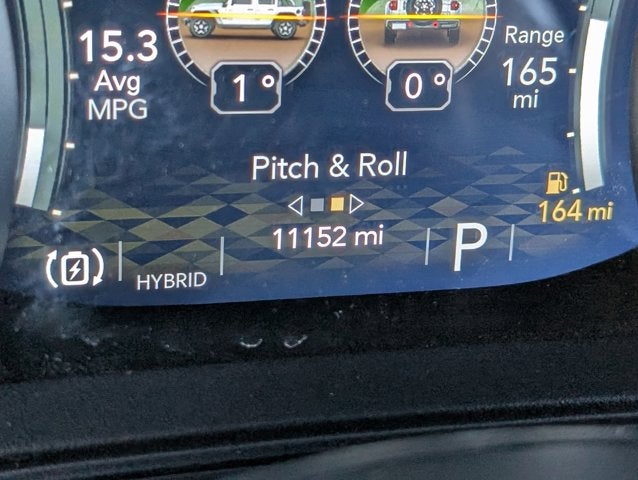 15.3
Avg
MPG
1°
0°
Range
165
mi
Pitch & Roll
164 mi
11152 mi
HYBRID
P